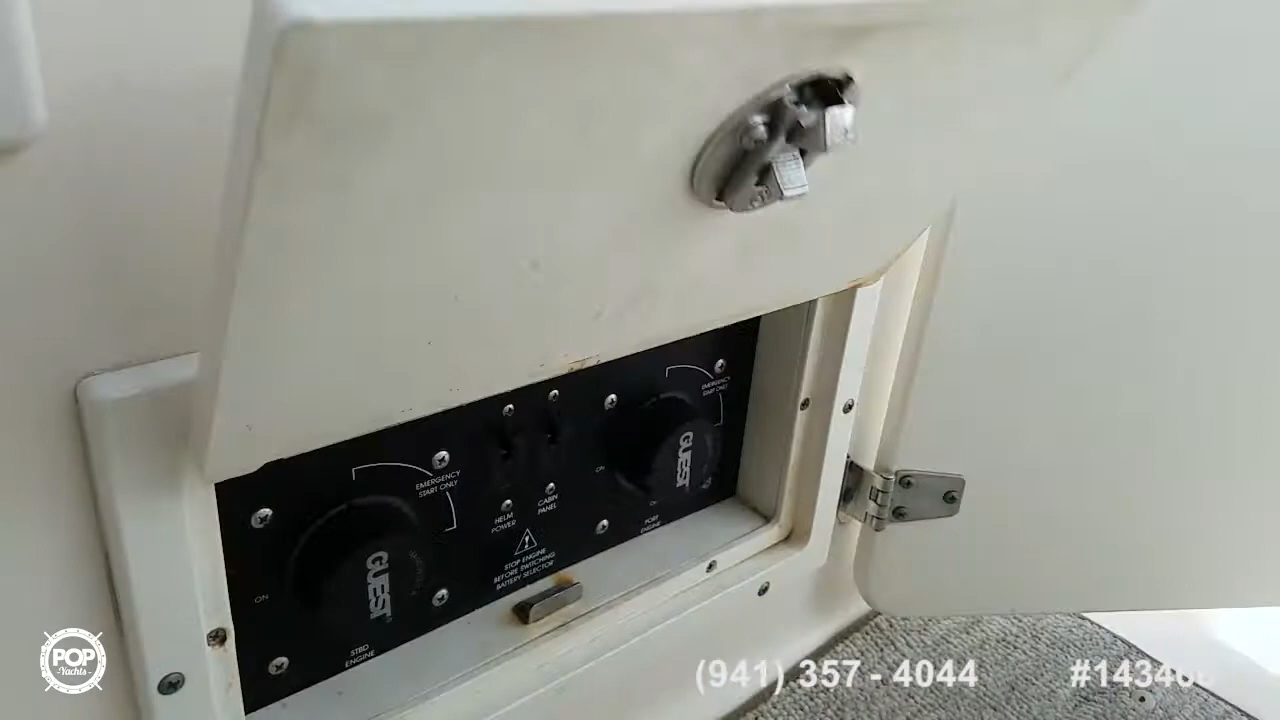 EMERGENCY
START ONLY
ON
GUEST
STBD
ENGINE
HELM
POWER
CABIN
PANEL
STOP ENGINE
BEFORE SWITCHING
BATTERY SELECTOR
EMERGENCY
START ONLY
ON
GUEST
PORT
ENGINE
POP
Yachts
(941) 357 - 4044